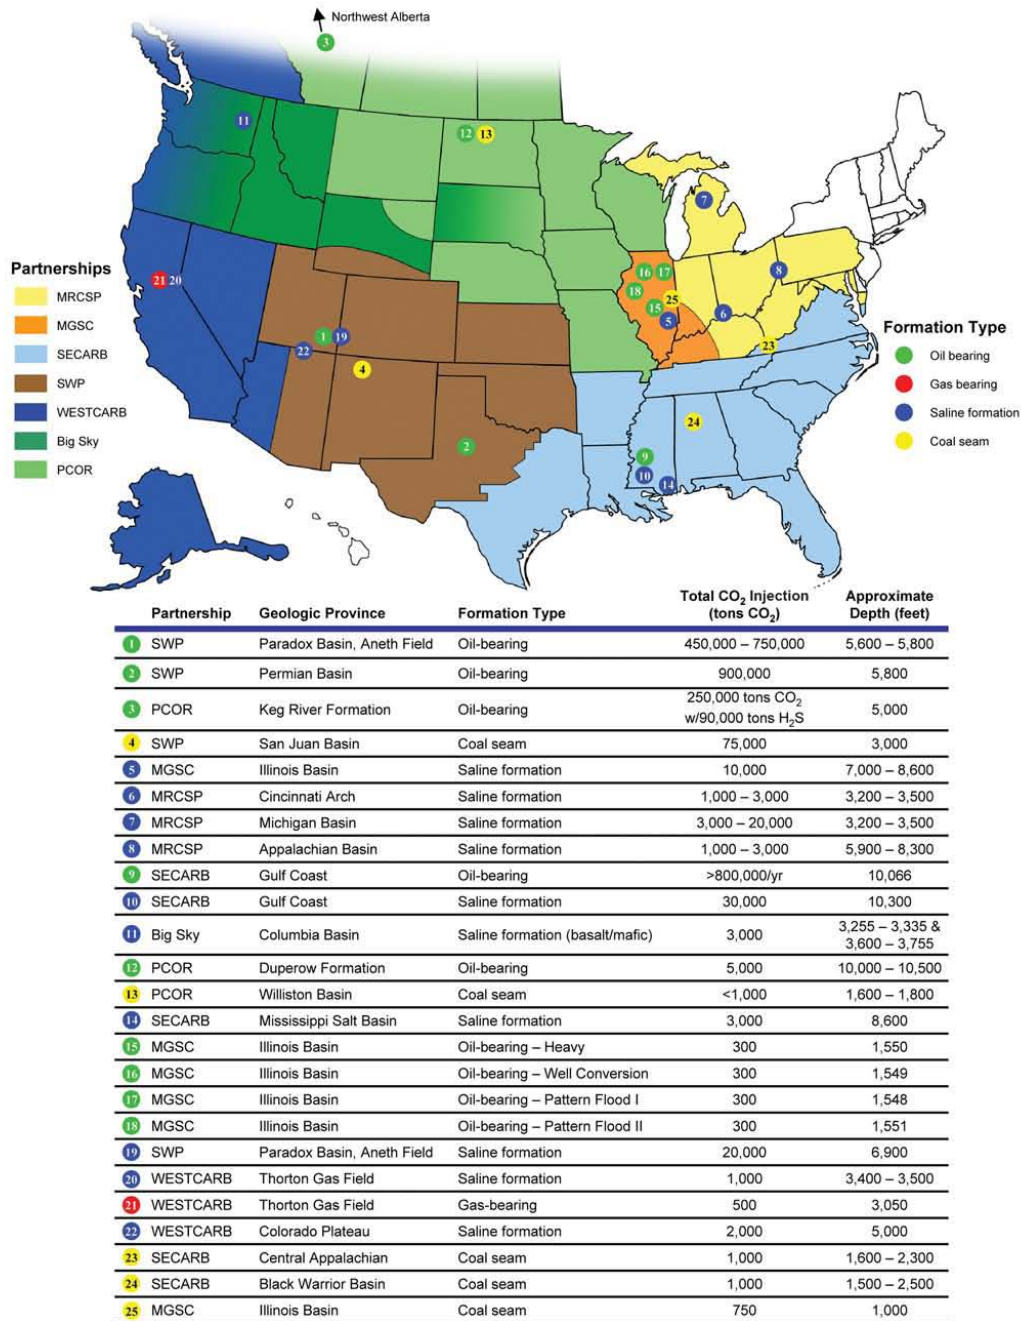 Northwest Alberta
3
11
12
13
7
8
16
17
18
15
25
5
6
23
21
20
1
19
22
4
2
24
9
10
14
Partnerships
MRCSP
MGSC
SECARB
SWP
WESTCARB
Big Sky
PCOR
Formation Type
Oil bearing
Gas bearing
Saline formation
Coal seam
Partnership Geologic Province Formation Type Total CO₂ Injection (tons CO₂) Approximate Depth (feet)
1 SWP Paradox Basin, Aneth Field Oil-bearing 450,000 – 750,000 5,600 – 5,800
2 SWP Permian Basin Oil-bearing 900,000 5,800
3 PCOR Keg River Formation Oil-bearing 250,000 tons CO₂ w/90,000 tons H₂S 5,000
4 SWP San Juan Basin Coal seam 75,000 3,000
5 MGSC Illinois Basin Saline formation 10,000 7,000 – 8,600
6 MRCSP Cincinnati Arch Saline formation 1,000 – 3,000 3,200 – 3,500
7 MRCSP Michigan Basin Saline formation 3,000 – 20,000 3,200 – 3,500
8 MRCSP Appalachian Basin Saline formation 1,000 – 3,000 5,900 – 8,300
9 SECARB Gulf Coast Oil-bearing >800,000/yr 10,066
10 SECARB Gulf Coast Saline formation 30,000 10,300
11 Big Sky Columbia Basin Saline formation (basalt/mafic) 3,000 3,255 – 3,335 & 3,600 – 3,755
12 PCOR Duperow Formation Oil-bearing 5,000 10,000 – 10,500
13 PCOR Williston Basin Coal seam <1,000 1,600 – 1,800
14 SECARB Mississippi Salt Basin Saline formation 3,000 8,600
15 MGSC Illinois Basin Oil-bearing – Heavy 300 1,550
16 MGSC Illinois Basin Oil-bearing – Well Conversion 300 1,549
17 MGSC Illinois Basin Oil-bearing – Pattern Flood I 300 1,548
18 MGSC Illinois Basin Oil-bearing – Pattern Flood II 300 1,551
19 SWP Paradox Basin, Aneth Field Saline formation 20,000 6,900
20 WESTCARB Thorton Gas Field Saline formation 1,000 3,400 – 3,500
21 WESTCARB Thorton Gas Field Gas-bearing 500 3,050
22 WESTCARB Colorado Plateau Saline formation 2,000 5,000
23 SECARB Central Appalachian Coal seam 1,000 1,600 – 2,300
24 SECARB Black Warrior Basin Coal seam 1,000 1,500 – 2,500
25 MGSC Illinois Basin Coal seam 750 1,000